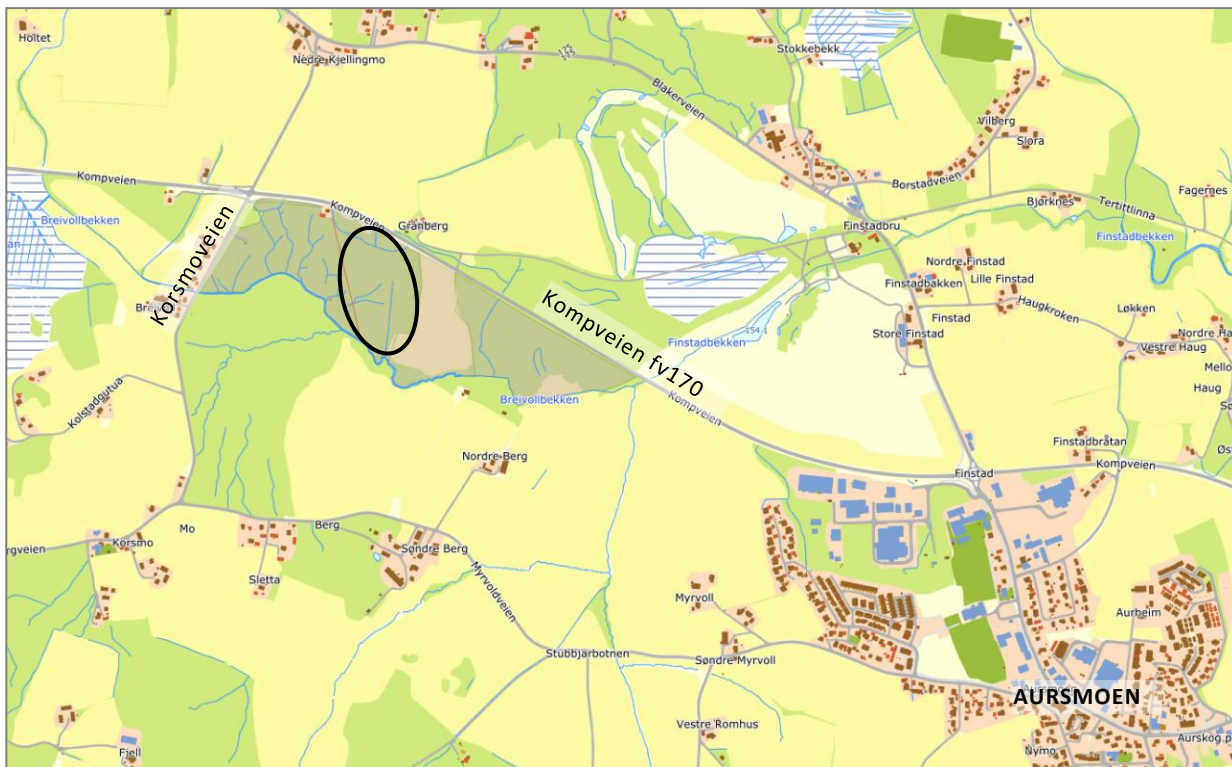 Holtet
Nedre Kjellingmo
Stokkebekk
Blakerveien
Vilberg
Slora
Kompveien
Borstadveien
Fagernes
Bjørknes
Tertittlinna
Breivollbekken
Korsmoveien
Kompveien
Granberg
Finstadbru
Finstadbekken
an
Nordre Finstad
Lille Finstad
Finstadbakken
Haugkroken
Løkken
Kompveien fv170
Finstad
Store Finstad
154.1
Finstadbekken
Vestre Haug
Mello
Haug
Kolstadgutua
Breivollbekken
Kompveien
Nordre Berg
Finstadbråtan
Finstad
Kompveien
Mo
Berg
Korsmo
Søndre Berg
Sletta
Myrvoldveien
Myrvoll
Aurheim
Stubbjarbotnen
Søndre Myrvoll
AURSMOEN
Vestre Romhus
Fjell
Nymo
Aurskog p